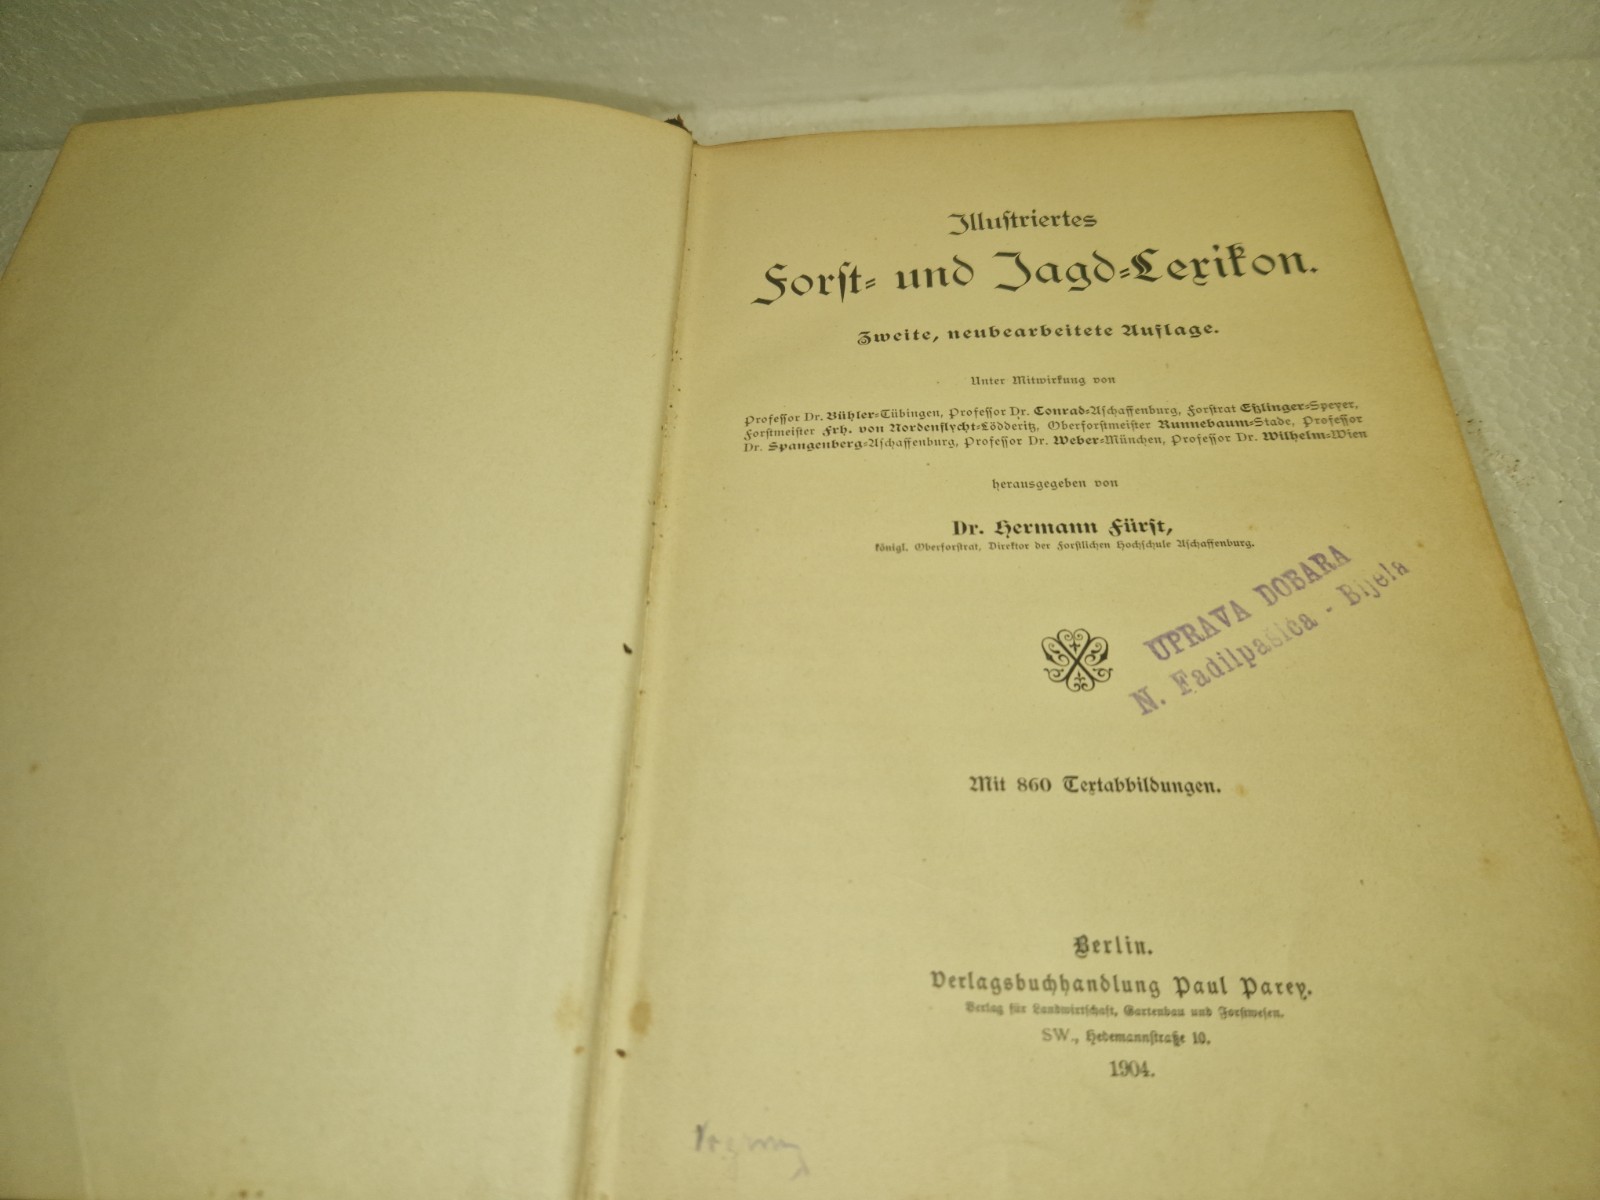 Illustriertes
Forst- und Jagd-Lexikon.
Zweite, neubearbeitete Auflage.
Unter Mitwirkung von
Professor Dr. Bühler-Tübingen, Professor Dr. Conrad-Aschaffenburg, Forstrat Eßlinger-Speyer,
Forstmeister Frh. von Nordenflycht-Lödderitz, Oberforstmeister Runnebaum-Stade, Professor
Dr. Spangenberg-Aschaffenburg, Professor Dr. Weber-München, Professor Dr. Wilhelm-Wien
herausgegeben von
Dr. Hermann Fürst,
königl. Oberforstrat, Direktor der Forstlichen Hochschule Aschaffenburg.
UPRAVA DOBARA
N. Fadilpašića - Bijela
Mit 860 Textabbildungen.
Berlin.
Verlagsbuchhandlung Paul Parey.
Verlag für Landwirtschaft, Gartenbau und Forstwesen.
SW., Hedemannstraße 10.
1904.